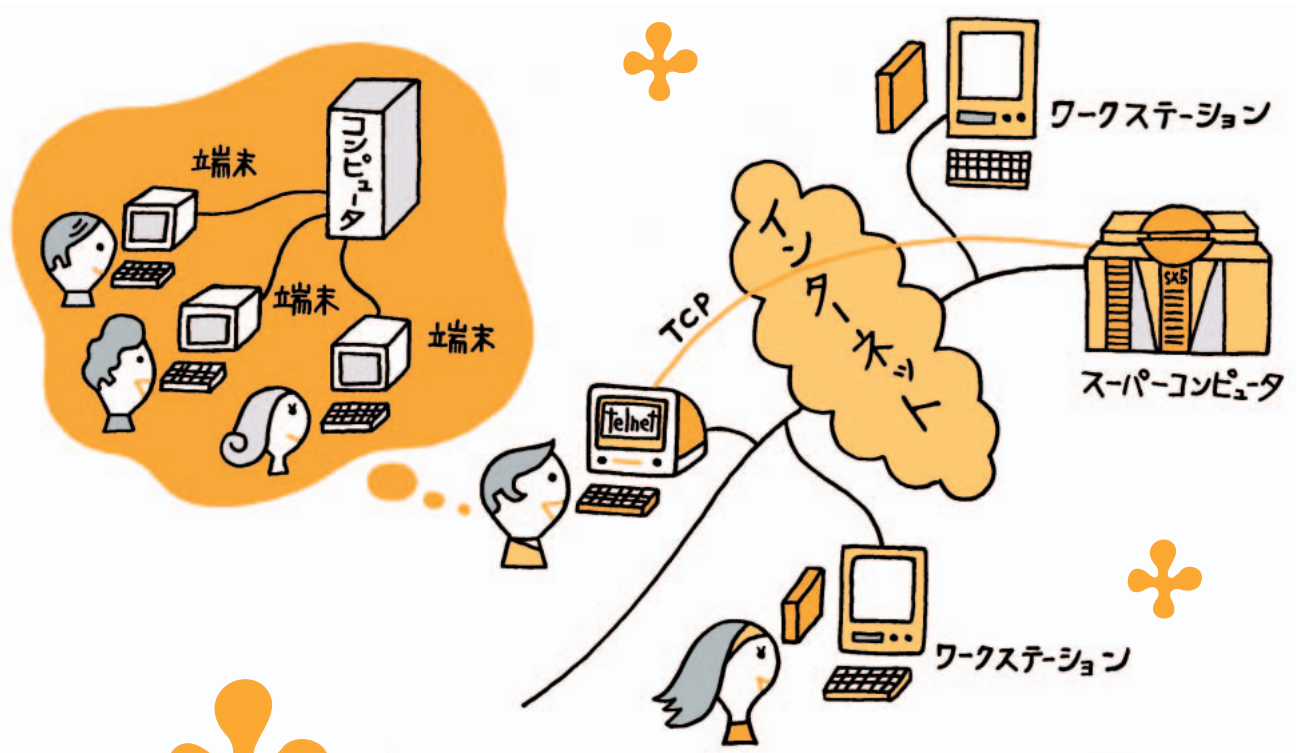 端末
コンピュータ
端末
端末
ワークステーション
インターネット
TCP
SX5
スーパーコンピュータ
telnet
ワークステーション